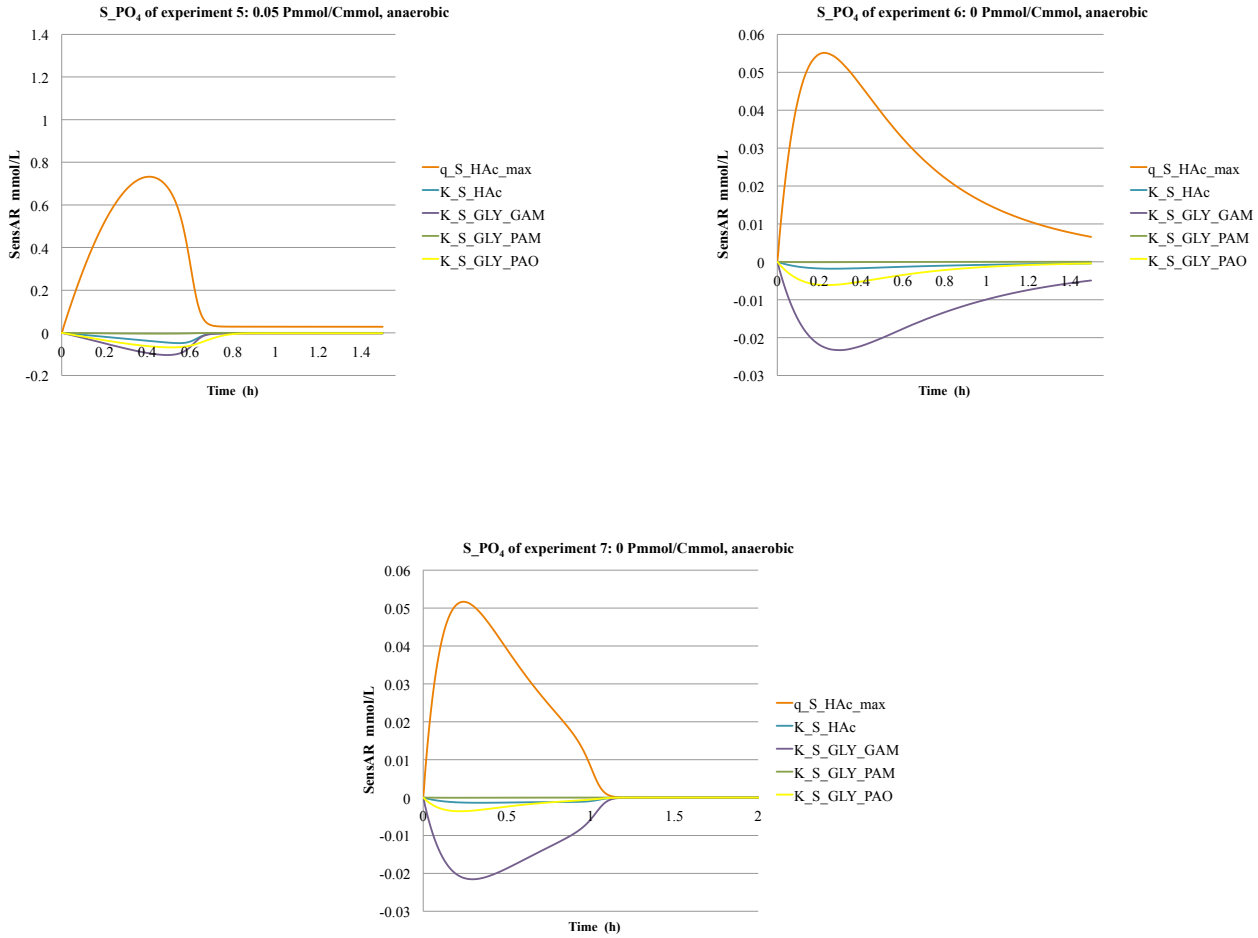 S_PO₄ of experiment 5: 0.05 Pmmol/Cmmol, anaerobic
1.4
1.2
1
0.8
0.6
0.4
0.2
0
-0.2
SensAR mmol/L
0 0.2 0.4 0.6 0.8 1 1.2 1.4
Time (h)
q_S_HAc_max
K_S_HAc
K_S_GLY_GAM
K_S_GLY_PAM
K_S_GLY_PAO
S_PO₄ of experiment 6: 0 Pmmol/Cmmol, anaerobic
0.06
0.05
0.04
0.03
0.02
0.01
0
-0.01
-0.02
-0.03
SensAR mmol/L
0 0.2 0.4 0.6 0.8 1 1.2 1.4
Time (h)
q_S_HAc_max
K_S_HAc
K_S_GLY_GAM
K_S_GLY_PAM
K_S_GLY_PAO
S_PO₄ of experiment 7: 0 Pmmol/Cmmol, anaerobic
0.06
0.05
0.04
0.03
0.02
0.01
0
-0.01
-0.02
-0.03
SensAR mmol/L
0 0.5 1 1.5 2
Time (h)
q_S_HAc_max
K_S_HAc
K_S_GLY_GAM
K_S_GLY_PAM
K_S_GLY_PAO